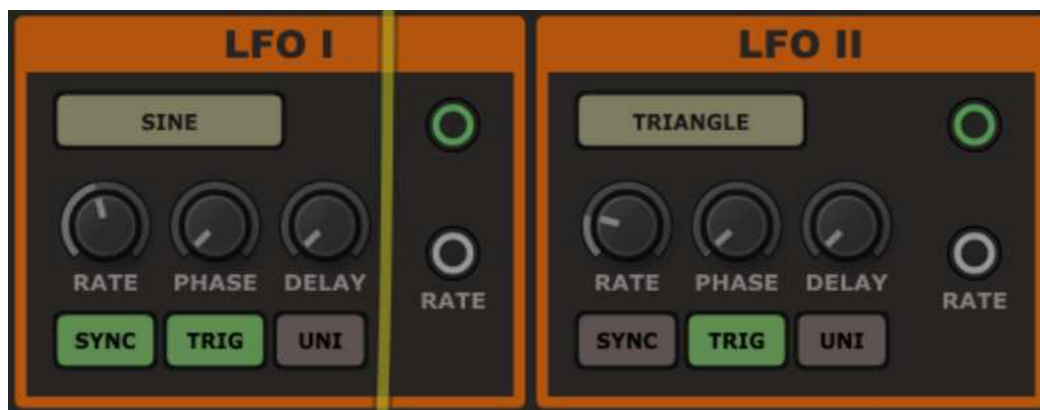 LFO I
SINE
RATE PHASE DELAY
RATE
SYNC TRIG UNI
LFO II
TRIANGLE
RATE PHASE DELAY
RATE
SYNC TRIG UNI